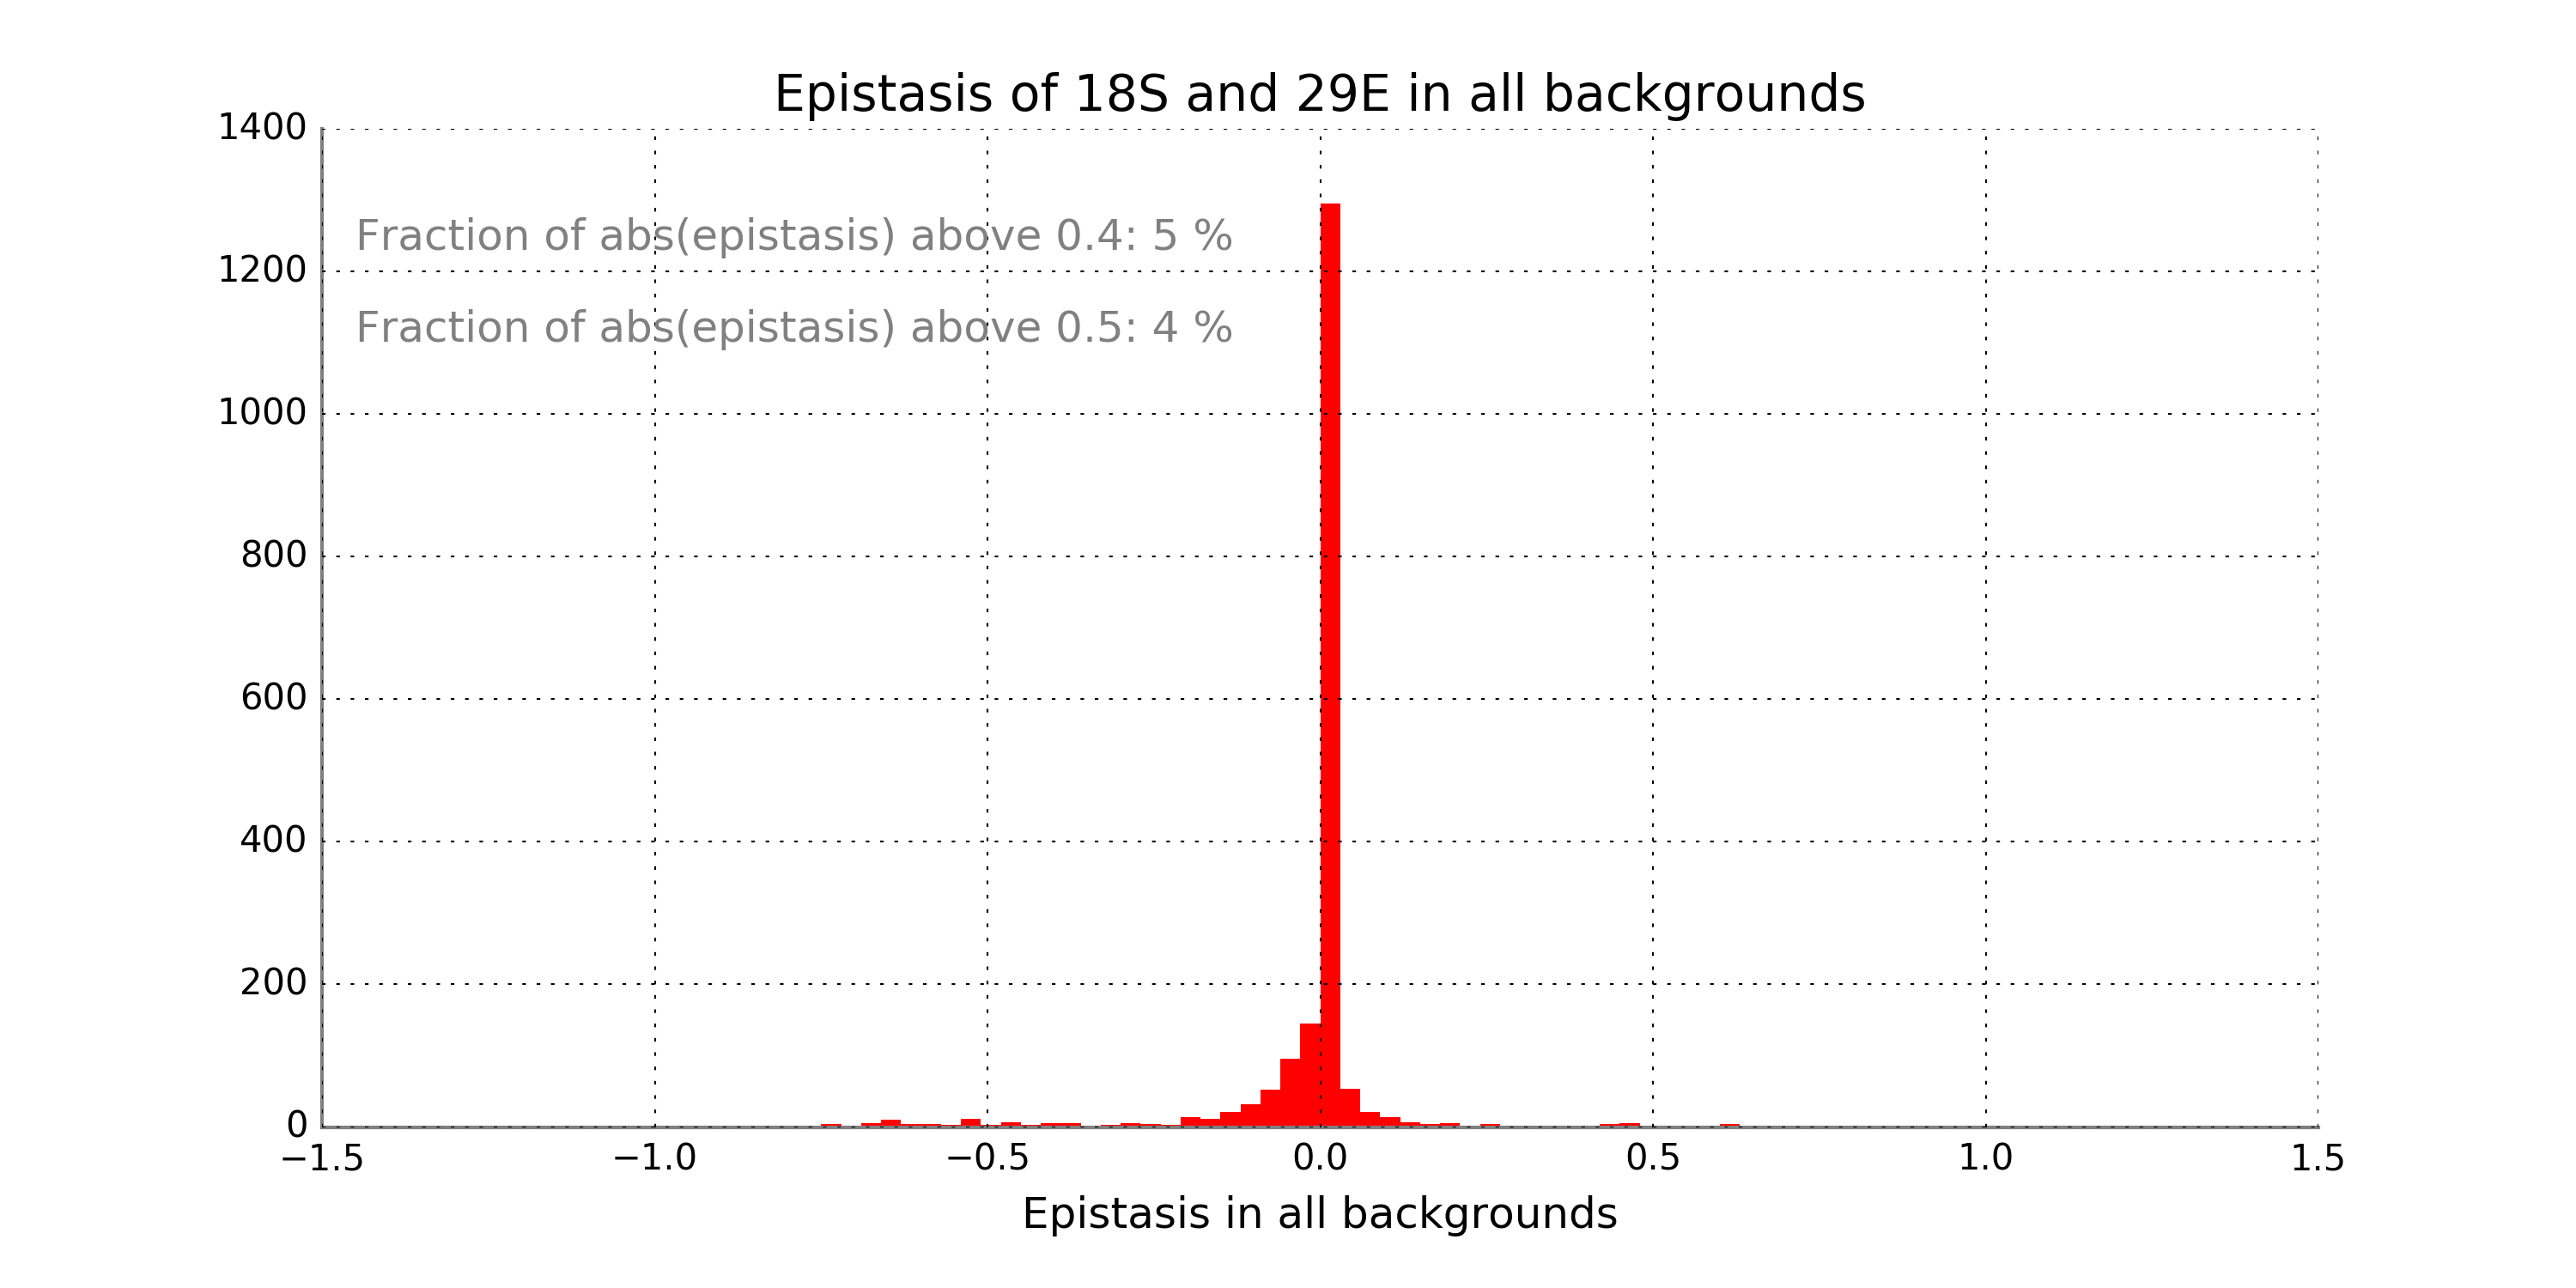 Epistasis of 18S and 29E in all backgrounds
1400
Fraction of abs(epistasis) above 0.4: 5 %
1200
Fraction of abs(epistasis) above 0.5: 4 %
1000
800
600
400
200
0
−1.5 −1.0 −0.5 0.0 0.5 1.0 1.5
Epistasis in all backgrounds